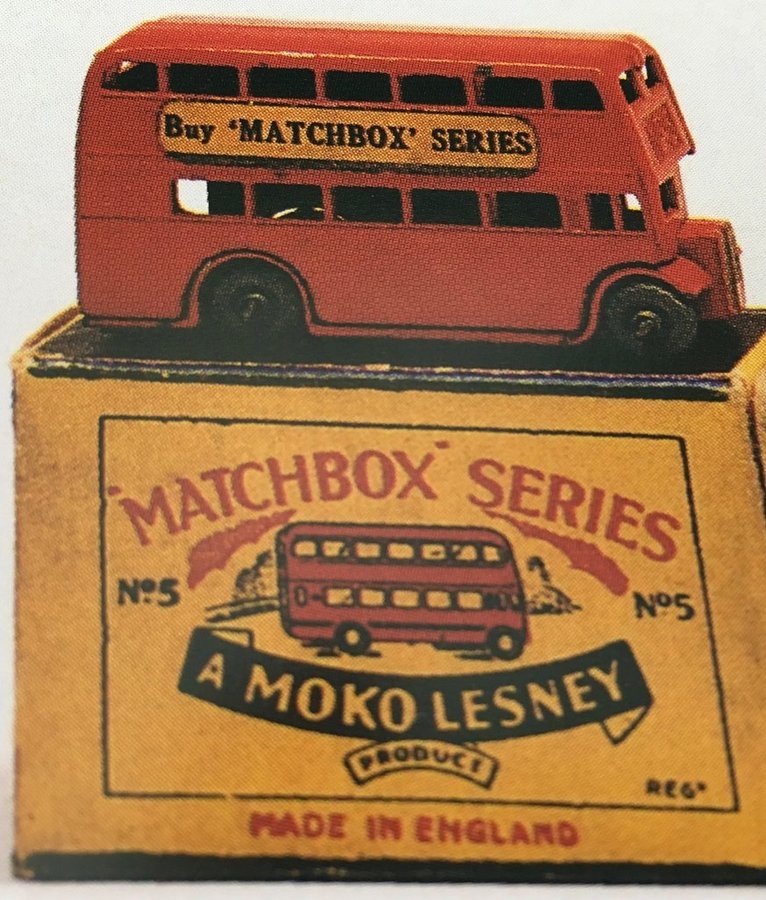 Buy 'MATCHBOX' SERIES
"MATCHBOX" SERIES
Nº5 Nº5
A MOKO LESNEY
PRODUCT
REGᴰ
MADE IN ENGLAND